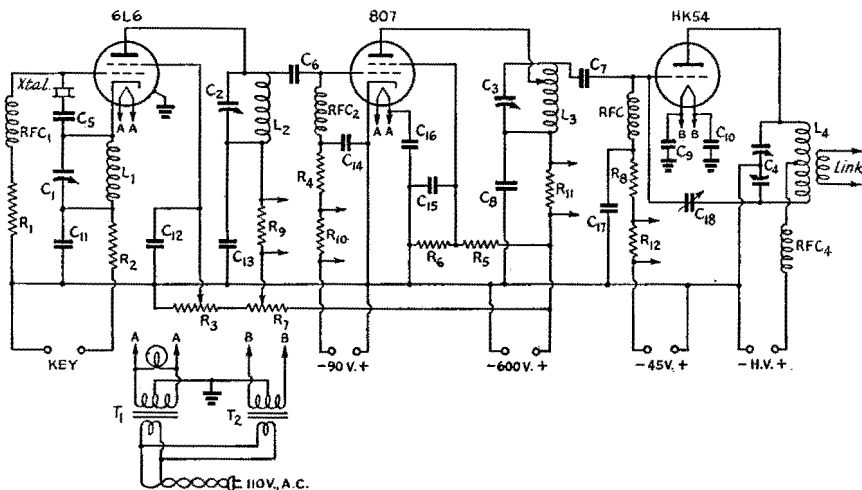 6L6
807
HK54
Xtal.
C5
RFC1
C1
L1
R1
C11
R2
A A
C12
C2
L2
C6
R9
C13
R3
R7
RFC2
C14
R4
R10
A A
C16
C15
R6
R5
C3
L3
C7
C8
R11
RFC
R8
C17
R12
B B
C9
C10
C18
L4
C4
Link
RFC4
KEY
-90 V. +
-600V. +
-45V. +
-H.V. +
A A
B B
T1
T2
110V., A.C.